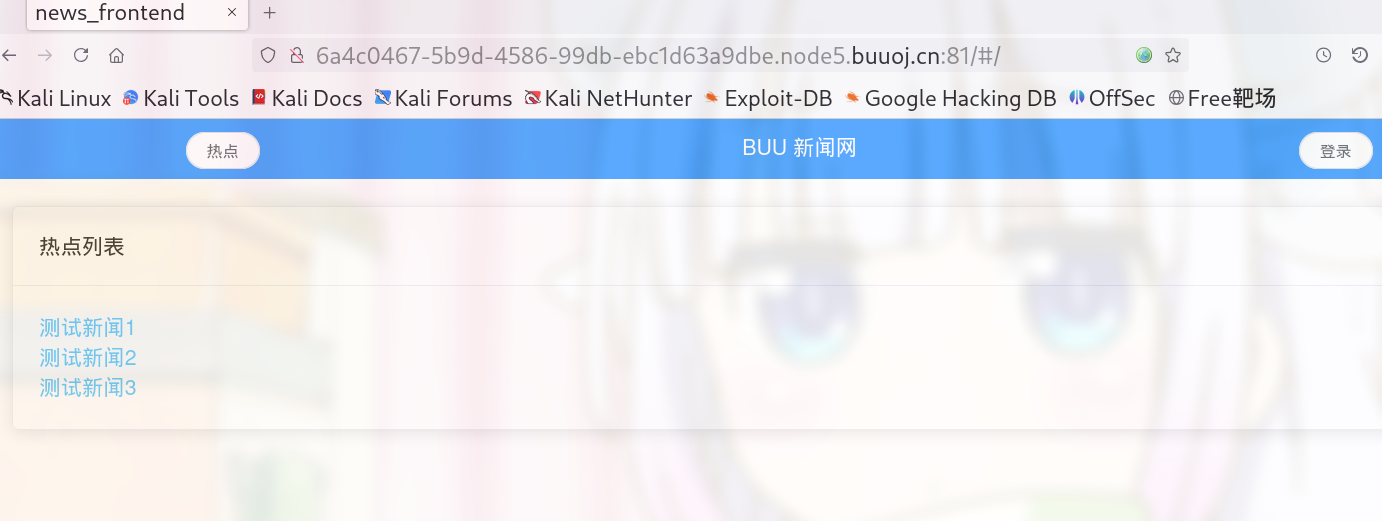 news_frontend
6a4c0467-5b9d-4586-99db-ebc1d63a9dbe.node5.buuoj.cn:81/#/
Kali Linux Kali Tools Kali Docs Kali Forums Kali NetHunter Exploit-DB Google Hacking DB OffSec Free靶场
热点 BUU 新闻网 登录
热点列表
测试新闻1
测试新闻2
测试新闻3